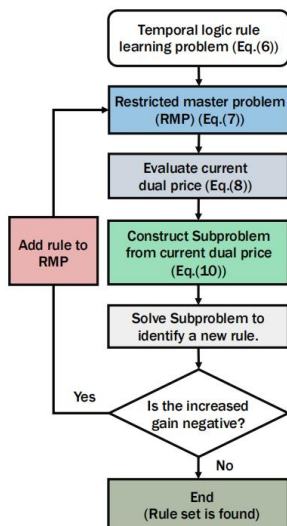 Temporal logic rule
learning problem (Eq.(6))
Restricted master problem
(RMP) (Eq.(7))
Evaluate current
dual price (Eq.(8))
Add rule to
RMP
Construct Subproblem
from current dual price
(Eq.(10))
Solve Subproblem to
identify a new rule.
Yes
Is the increased
gain negative?
No
End
(Rule set is found)